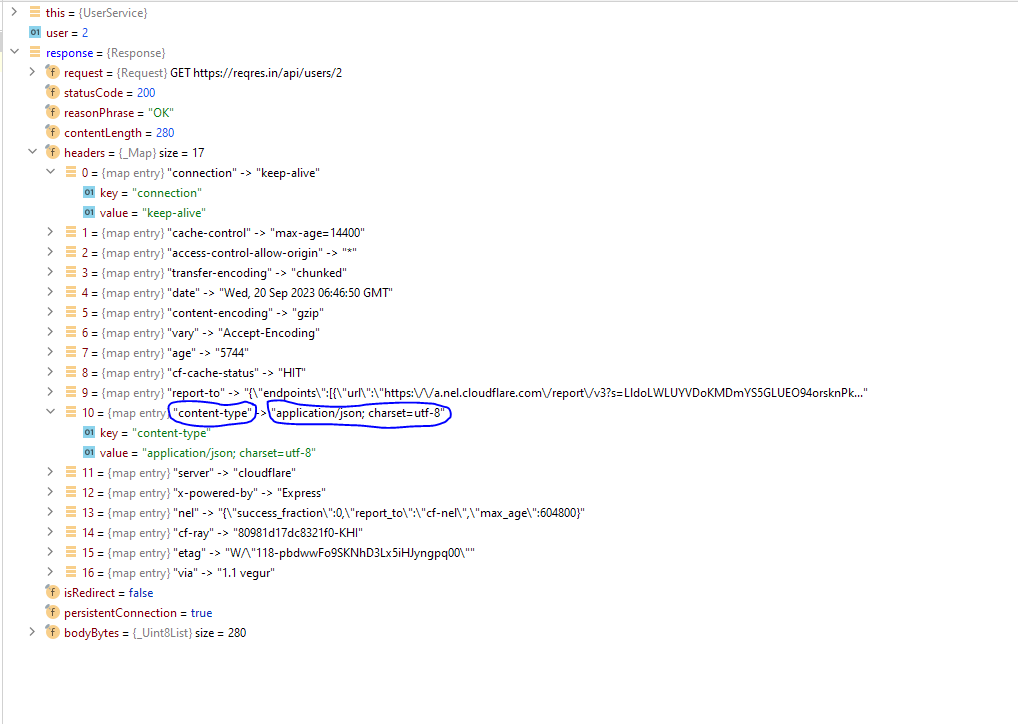 this = {UserService}
01 user = 2
response = {Response}
f request = {Request} GET https://reqres.in/api/users/2
f statusCode = 200
f reasonPhrase = "OK"
f contentLength = 280
f headers = {_Map} size = 17
0 = {map entry} "connection" -> "keep-alive"
01 key = "connection"
01 value = "keep-alive"
1 = {map entry} "cache-control" -> "max-age=14400"
2 = {map entry} "access-control-allow-origin" -> "*"
3 = {map entry} "transfer-encoding" -> "chunked"
4 = {map entry} "date" -> "Wed, 20 Sep 2023 06:46:50 GMT"
5 = {map entry} "content-encoding" -> "gzip"
6 = {map entry} "vary" -> "Accept-Encoding"
7 = {map entry} "age" -> "5744"
8 = {map entry} "cf-cache-status" -> "HIT"
9 = {map entry} "report-to" -> "{\"endpoints\":[{\"url\":\"https:\/\/a.nel.cloudflare.com\/report\/v3?s=LIdoLWLUYVDoKMDmYS5GLUEO94orsknPk..."
10 = {map entry} "content-type" -> "application/json; charset=utf-8"
01 key = "content-type"
01 value = "application/json; charset=utf-8"
11 = {map entry} "server" -> "cloudflare"
12 = {map entry} "x-powered-by" -> "Express"
13 = {map entry} "nel" -> "{\"success_fraction\":0,\"report_to\":\"cf-nel\",\"max_age\":604800}"
14 = {map entry} "cf-ray" -> "80981d17dc8321f0-KHI"
15 = {map entry} "etag" -> "W/\"118-pbdwwFo9SKNhD3Lx5iHJyngpq00\""
16 = {map entry} "via" -> "1.1 vegur"
f isRedirect = false
f persistentConnection = true
f bodyBytes = {_Uint8List} size = 280